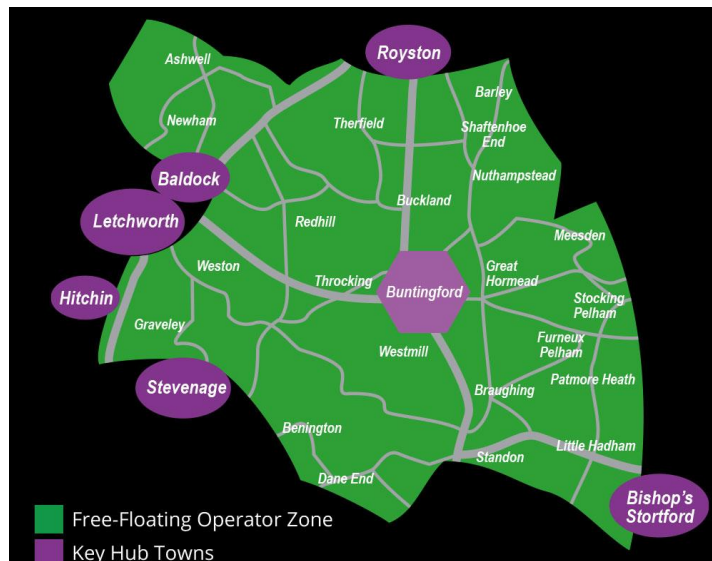 Royston
Ashwell
Barley
Newham
Therfield
Shaftenhoe
End
Baldock
Nuthampstead
Buckland
Letchworth
Redhill
Meesden
Weston
Great
Hormead
Throcking
Buntingford
Hitchin
Stocking
Pelham
Graveley
Furneux
Pelham
Westmill
Stevenage
Patmore Heath
Braughing
Benington
Little Hadham
Standon
Dane End
Bishop's
Stortford
Free-Floating Operator Zone
Key Hub Towns